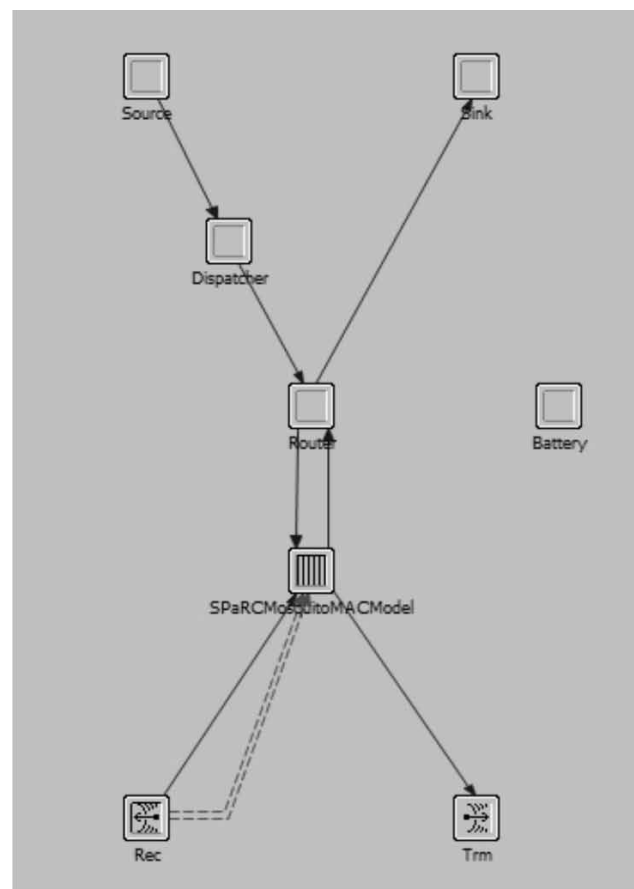 Source
Sink
Dispatcher
Router
Battery
SPaRCMosquitoMACModel
Rec
Trm